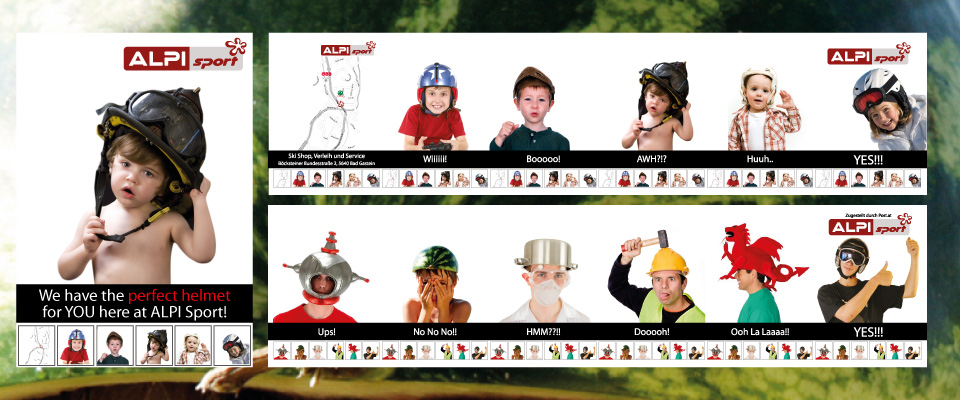 ALPI sport
We have the perfect helmet
for YOU here at ALPI Sport!
ALPI sport
ALPI sport
Ski Shop, Verleih und Service
Böcksteiner Bundesstraße 2, 5640 Bad Gastein
WIiiiii!
Booooo!
AWH?!?
Huuh..
YES!!!
Zugestellt durch Post.at
ALPI sport
Ups!
No No No!!
HMM??!!
Dooooh!
Ooh La Laaaa!!
YES!!!